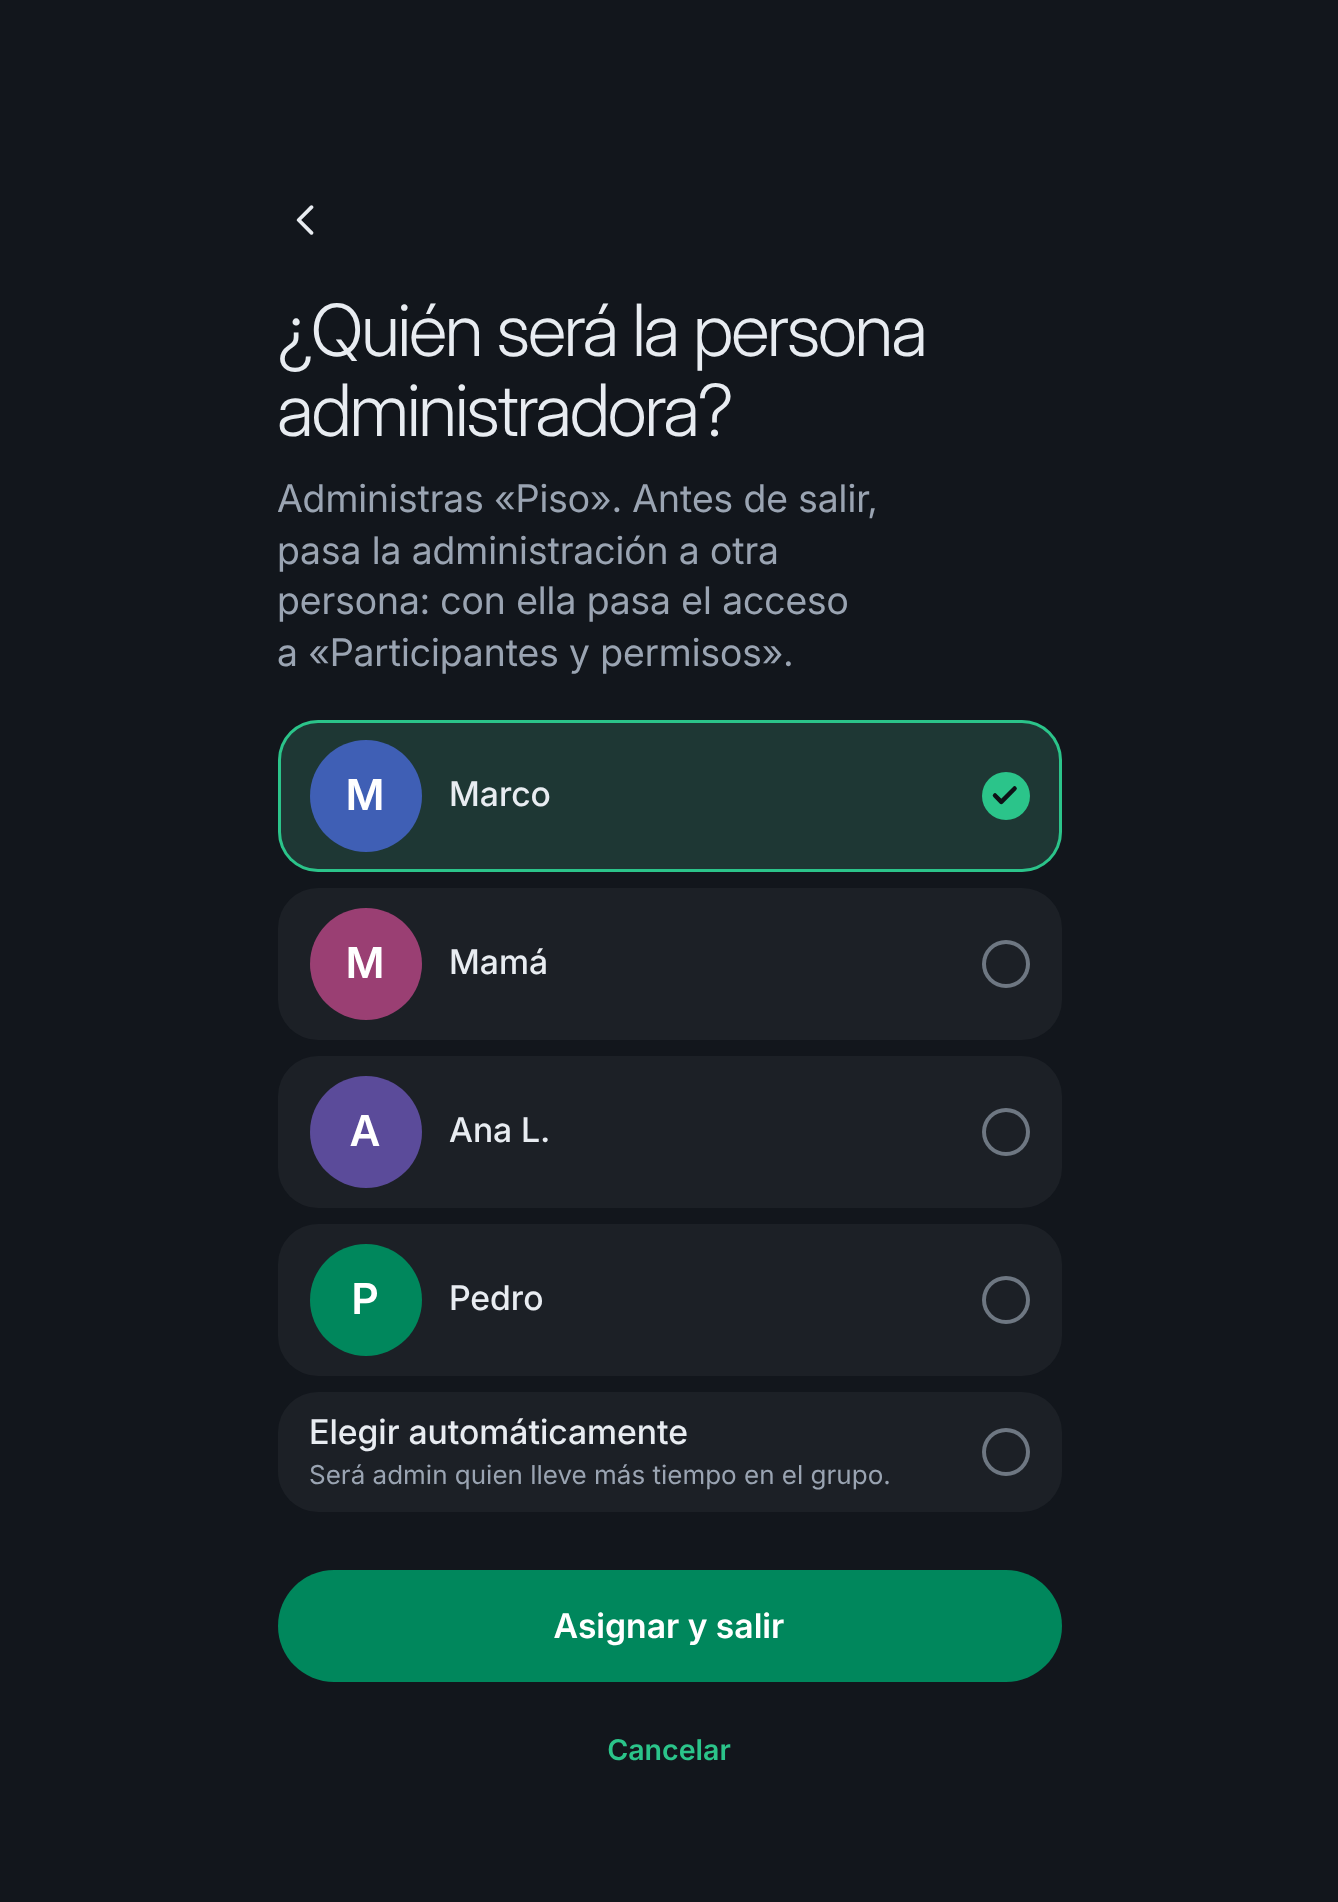 ¿Quién será la persona
administradora?
Administras «Piso». Antes de salir,
pasa la administración a otra
persona: con ella pasa el acceso
a «Participantes y permisos».
M
Marco
M
Mamá
A
Ana L.
P
Pedro
Elegir automáticamente
Será admin quien lleve más tiempo en el grupo.
Asignar y salir
Cancelar